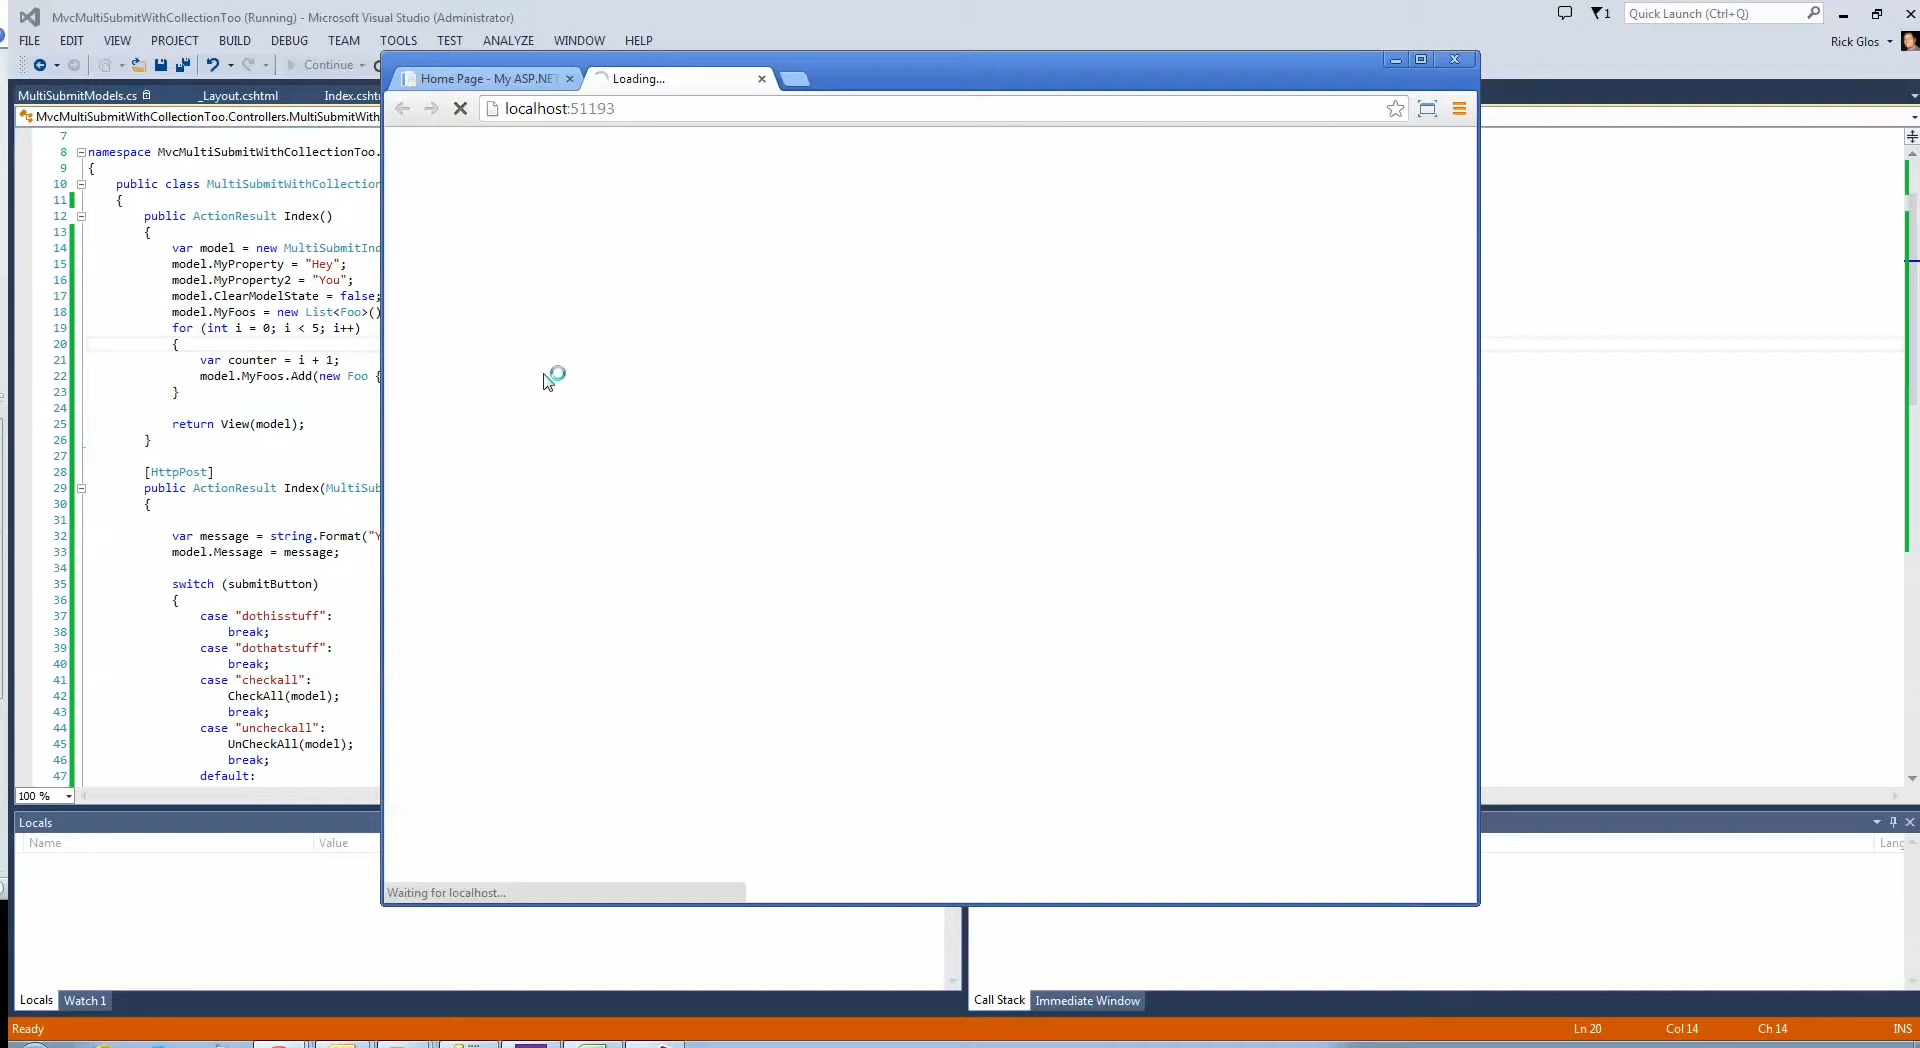 MvcMultiSubmitWithCollectionToo (Running) - Microsoft Visual Studio (Administrator)
1
Quick Launch (Ctrl+Q)
FILE EDIT VIEW PROJECT BUILD DEBUG TEAM TOOLS TEST ANALYZE WINDOW HELP
Rick Glos
Continue
Home Page - My ASP.NET
Loading...
localhost:51193
MultiSubmitModels.cs _Layout.cshtml Index.csht
MvcMultiSubmitWithCollectionToo.Controllers.MultiSubmitWith
7
8 namespace MvcMultiSubmitWithCollectionToo.
9 {
10 public class MultiSubmitWithCollection
11 {
12 public ActionResult Index()
13 {
14 var model = new MultiSubmitInd
15 model.MyProperty = "Hey";
16 model.MyProperty2 = "You";
17 model.ClearModelState = false;
18 model.MyFoos = new List<Foo>()
19 for (int i = 0; i < 5; i++)
20 {
21 var counter = i + 1;
22 model.MyFoos.Add(new Foo {
23 }
24
25 return View(model);
26 }
27
28 [HttpPost]
29 public ActionResult Index(MultiSub
30 {
31
32 var message = string.Format("Y
33 model.Message = message;
34
35 switch (submitButton)
36 {
37 case "dothisstuff":
38 break;
39 case "dothatstuff":
40 break;
41 case "checkall":
42 CheckAll(model);
43 break;
44 case "uncheckall":
45 UnCheckAll(model);
46 break;
47 default:
100 %
Locals
Name Value
Lang
Waiting for localhost...
Locals Watch 1
Call Stack Immediate Window
Ready Ln 20 Col 14 Ch 14 INS